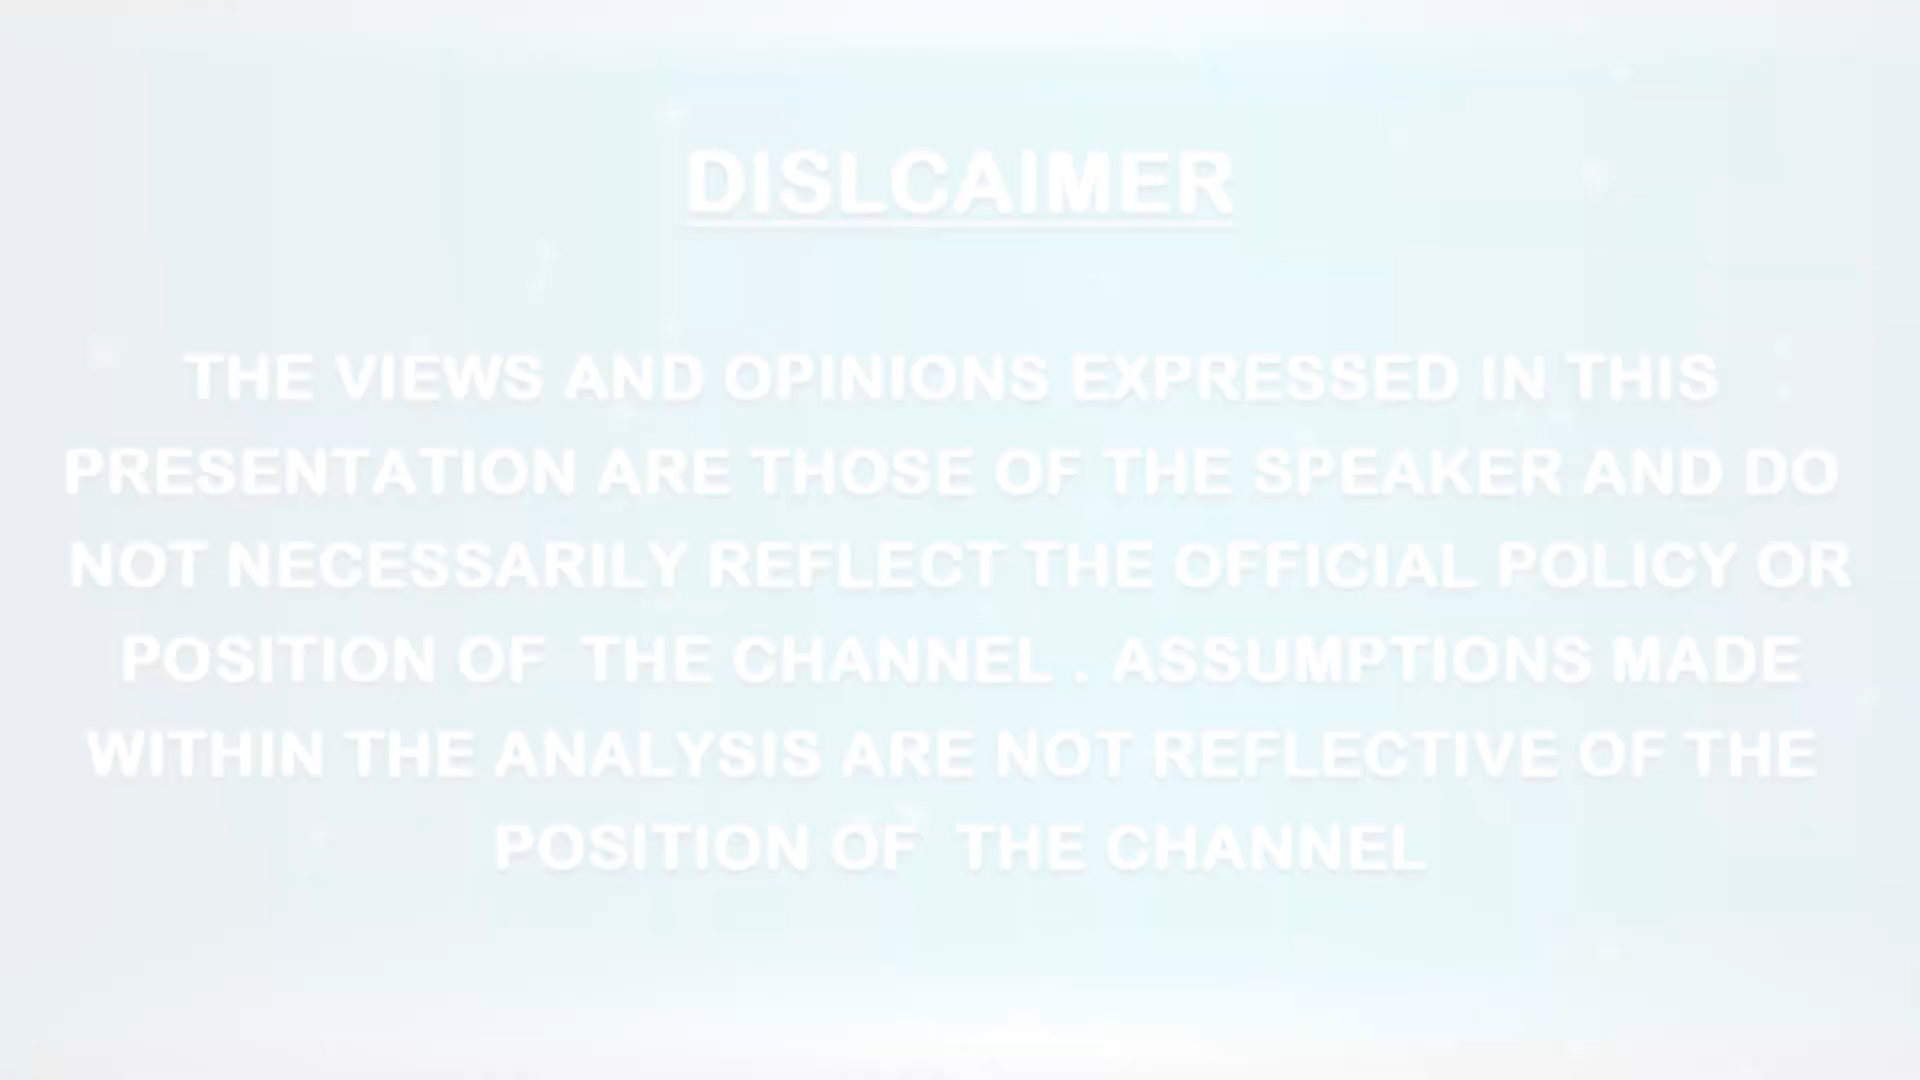 DISLCAIMER
THE VIEWS AND OPINIONS EXPRESSED IN THIS
PRESENTATION ARE THOSE OF THE SPEAKER AND DO
NOT NECESSARILY REFLECT THE OFFICIAL POLICY OR
POSITION OF THE CHANNEL . ASSUMPTIONS MADE
WITHIN THE ANALYSIS ARE NOT REFLECTIVE OF THE
POSITION OF THE CHANNEL